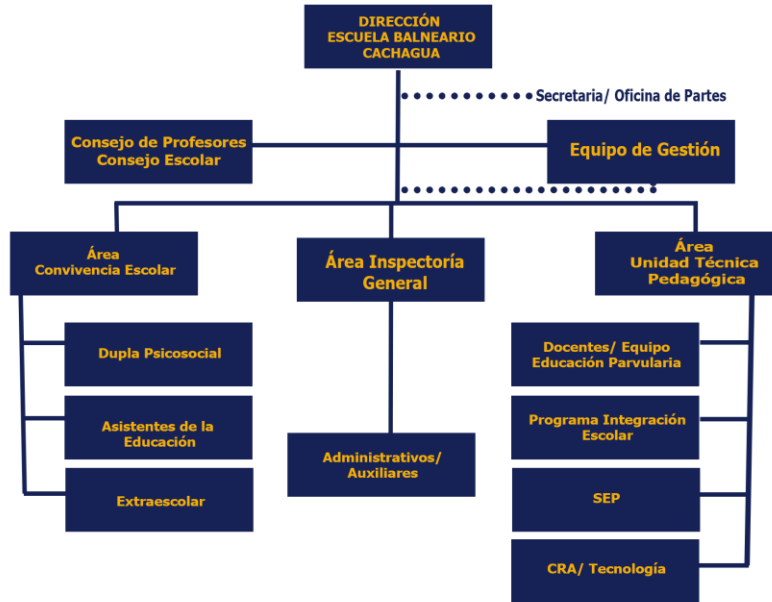 DIRECCIÓN
ESCUELA BALNEARIO
CACHAGUA
Secretaria/ Oficina de Partes
Consejo de Profesores
Consejo Escolar
Equipo de Gestión
Área
Convivencia Escolar
Área Inspectoría
General
Área
Unidad Técnica
Pedagógica
Dupla Psicosocial
Asistentes de la
Educación
Extraescolar
Administrativos/
Auxiliares
Docentes/ Equipo
Educación Parvularia
Programa Integración
Escolar
SEP
CRA/ Tecnología